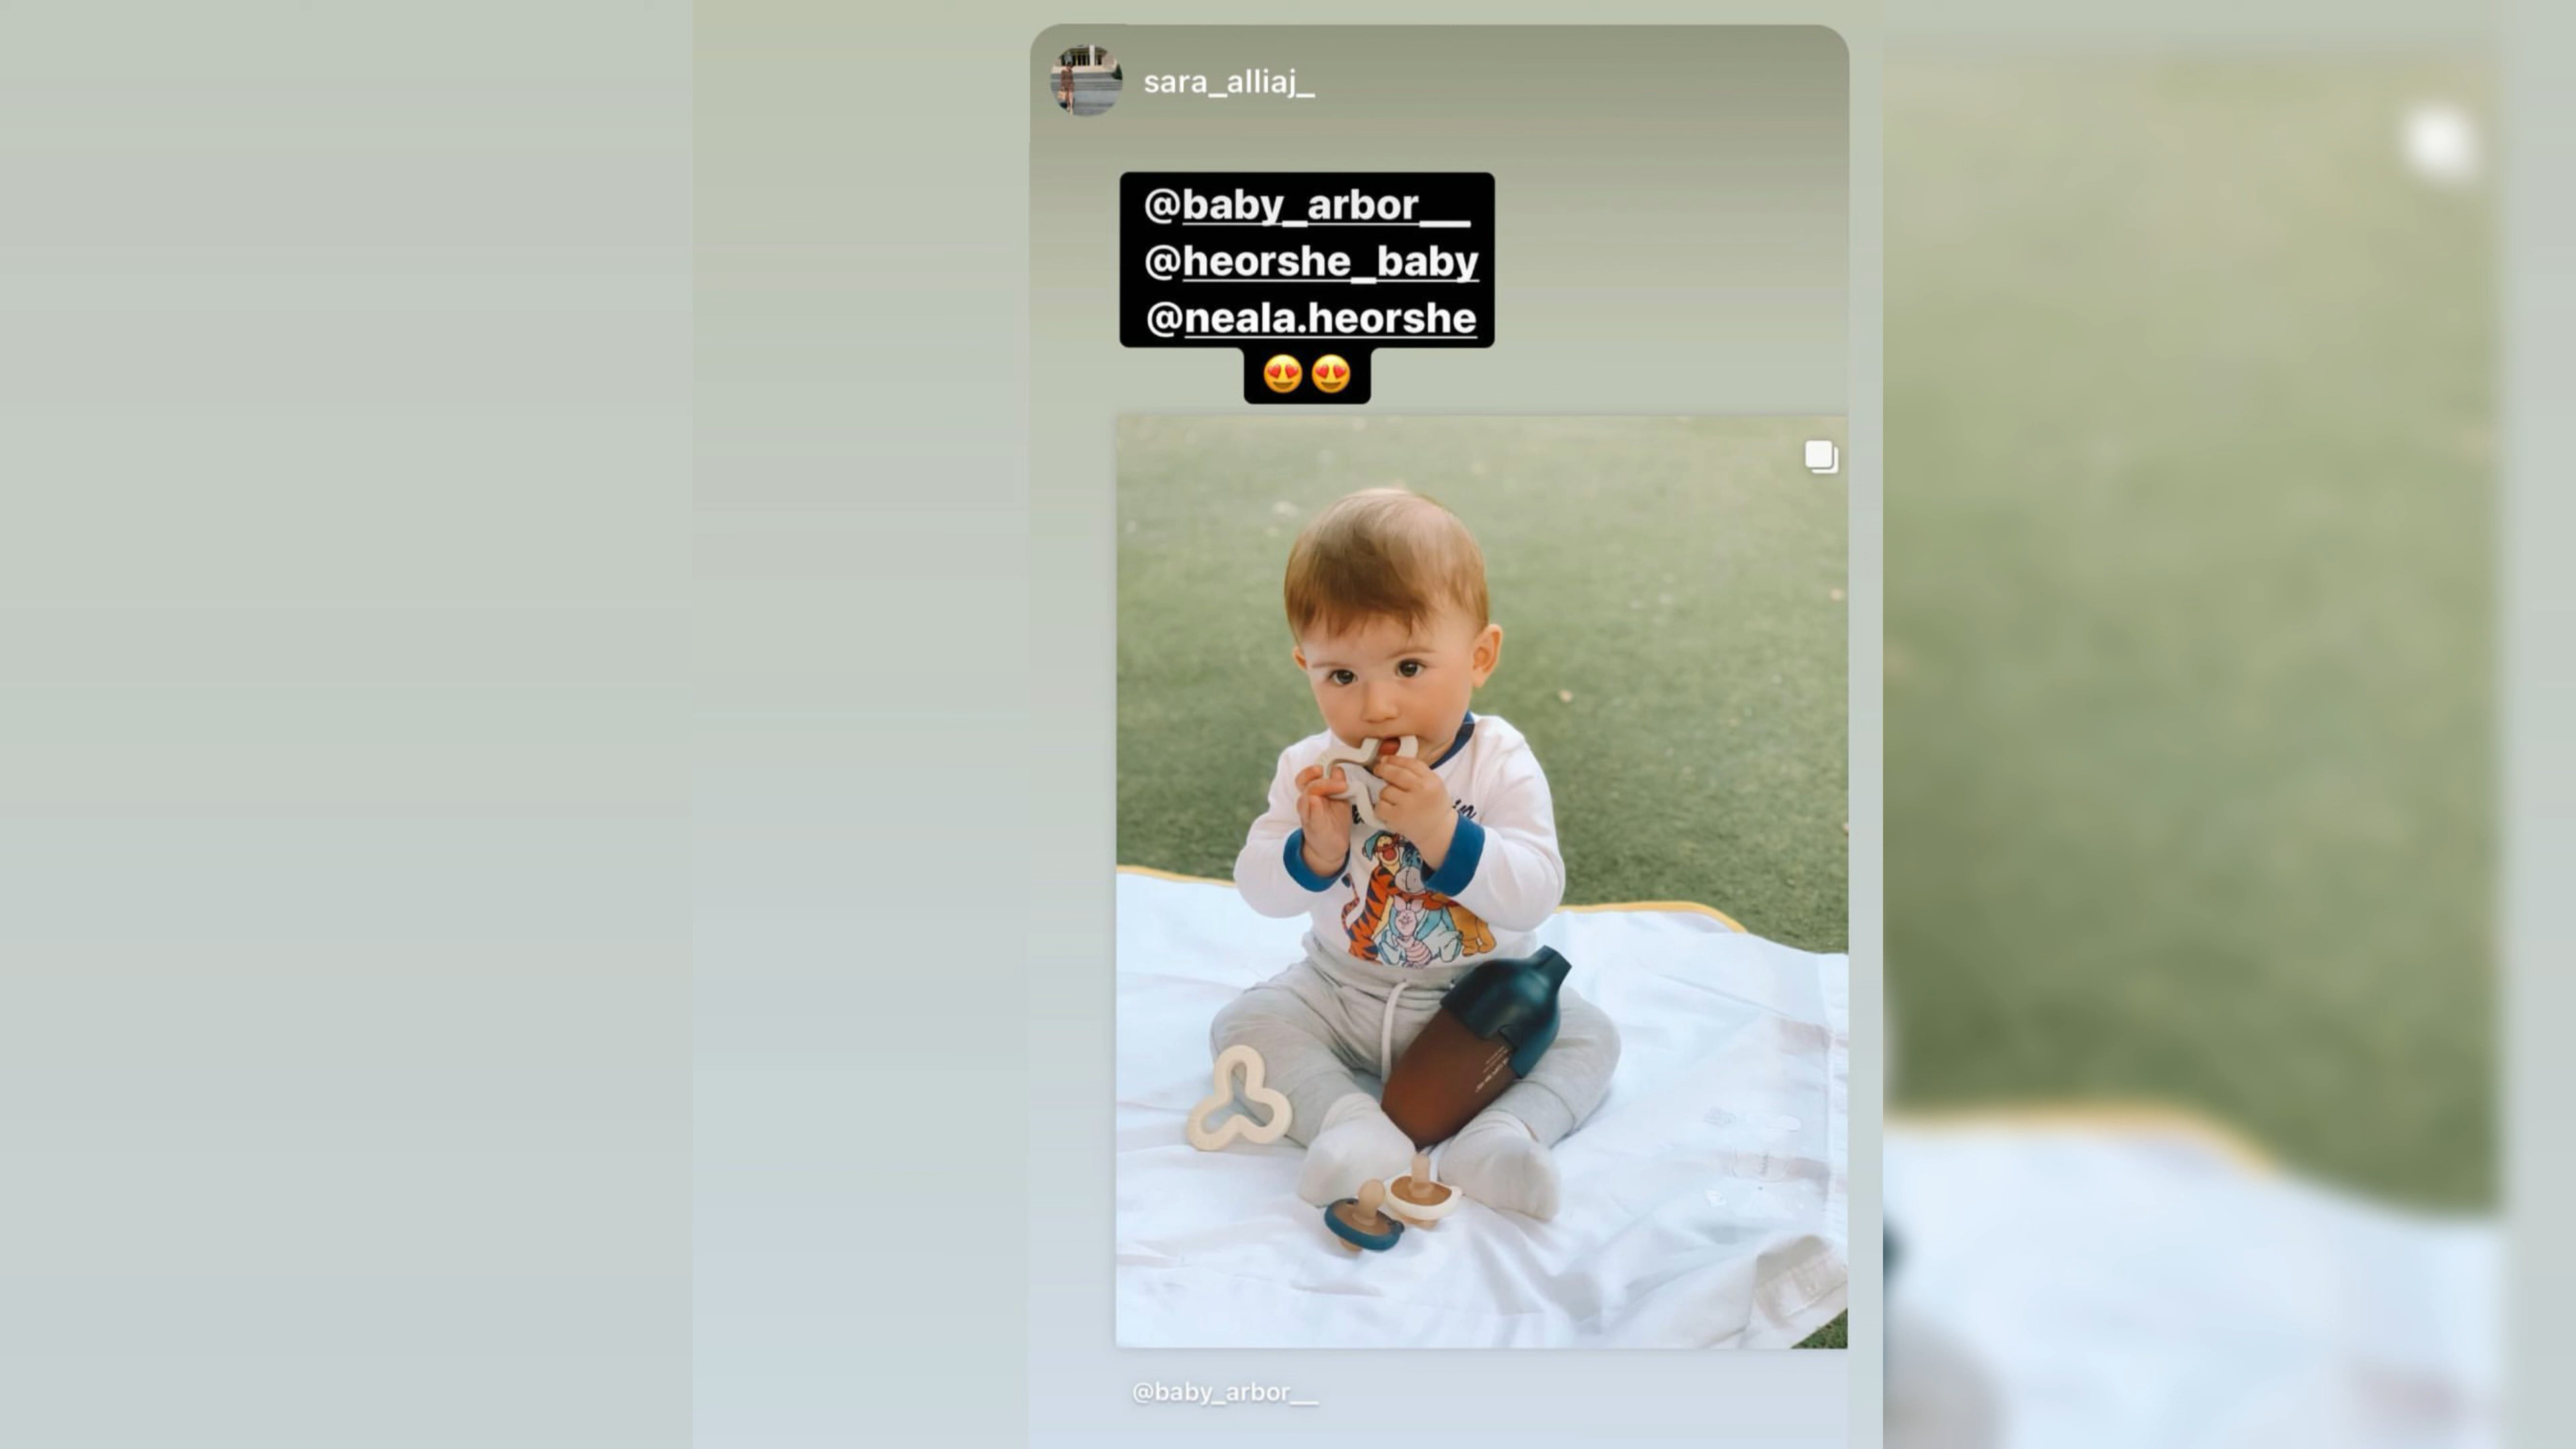 sara_alliaj_
@baby_arbor__
@heorshe_baby
@neala.heorshe
😍😍
@baby_arbor__